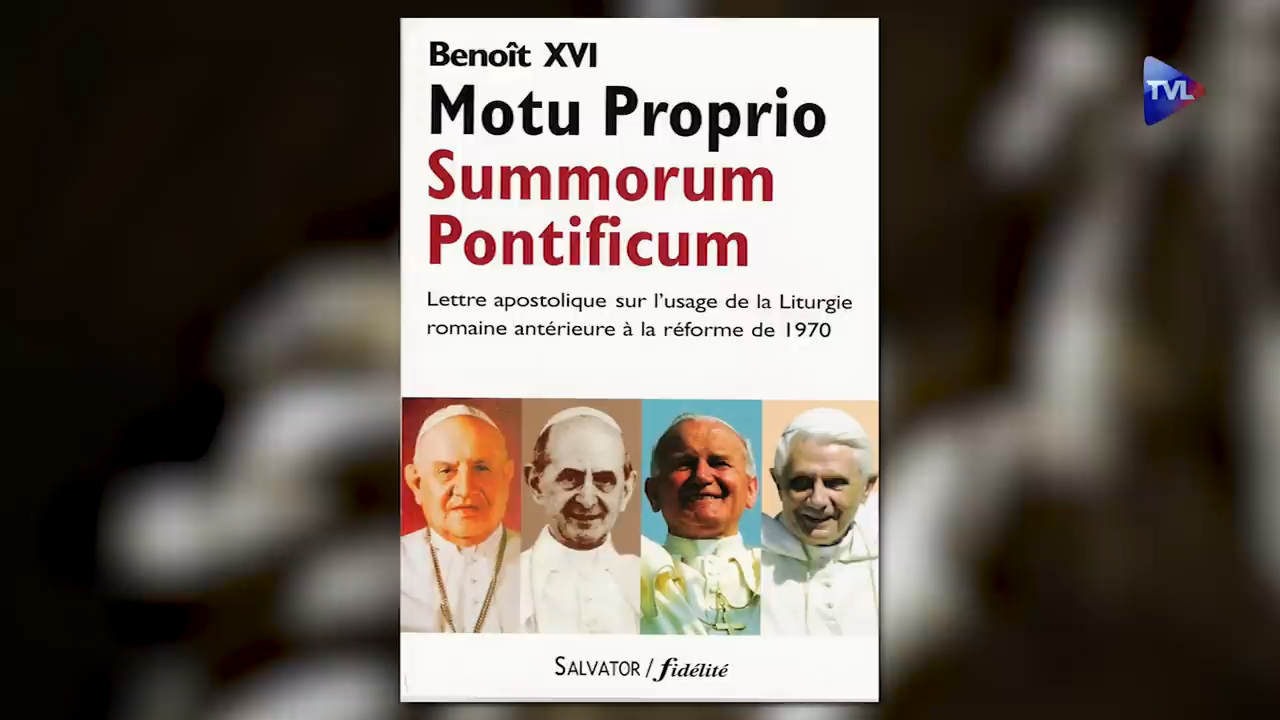 Benoît XVI
Motu Proprio
Summorum
Pontificum
Lettre apostolique sur l'usage de la Liturgie
romaine antérieure à la réforme de 1970
SALVATOR / fidélité
TVL